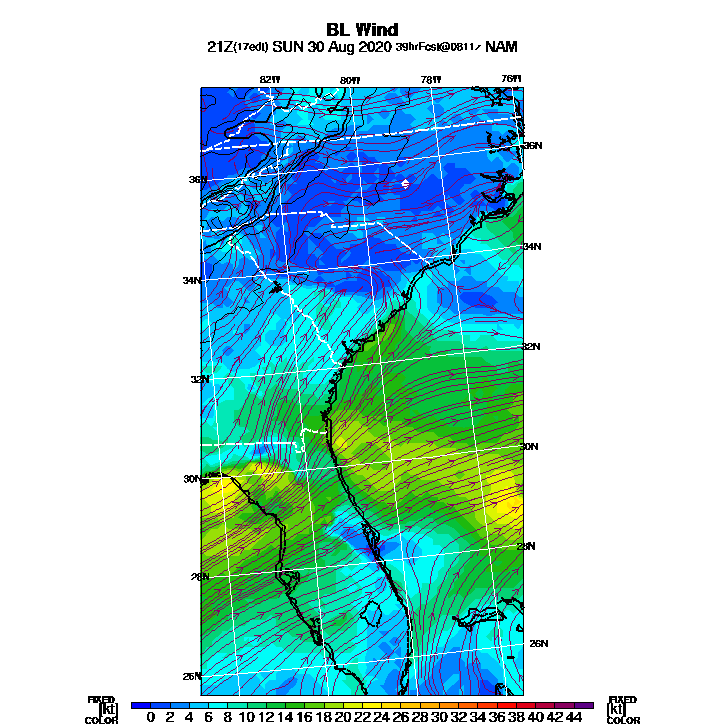 BL Wind
21Z(17edt) SUN 30 Aug 2020 39hrFcst@0811z NAM
82W 80W 78W 76W
36N
36N
34N
34N
32N
32N
30N
30N
28N
28N
26N
26N
FIXED FIXED
[kt] 0 2 4 6 8 10 12 14 16 18 20 22 24 26 28 30 32 34 36 38 40 42 44 [kt]
COLOR COLOR